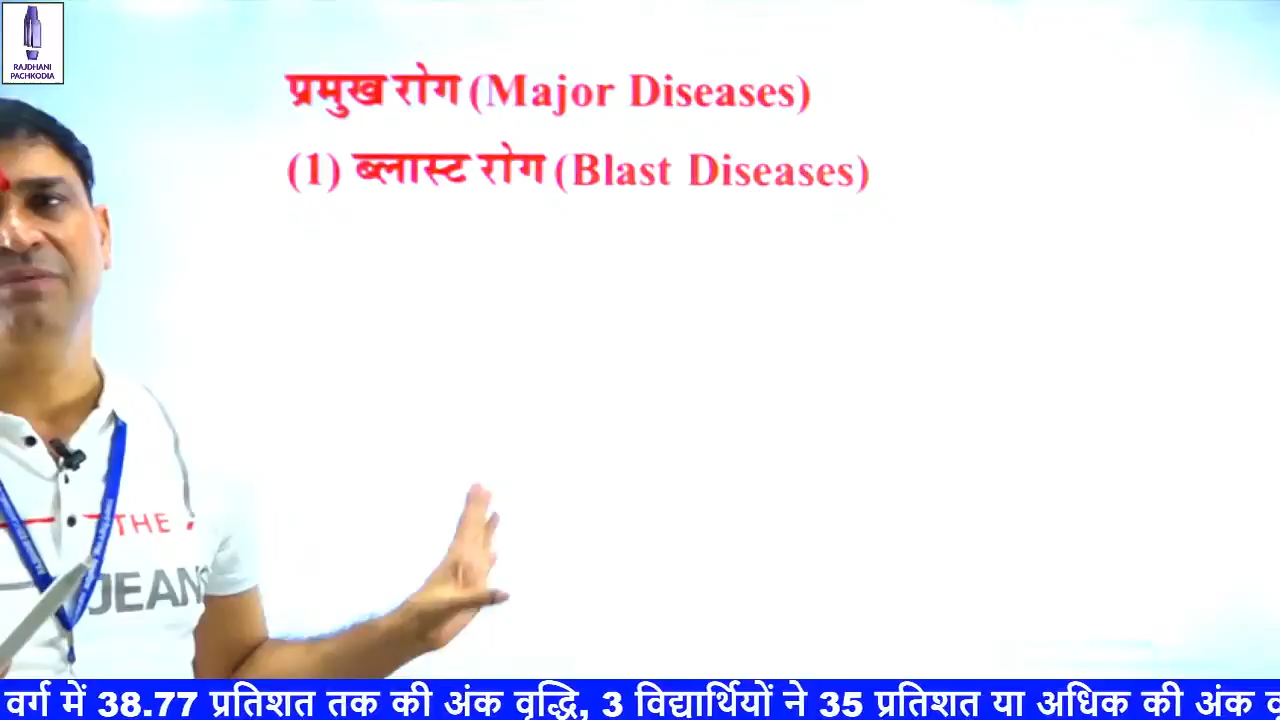 RAJDHANI
PACHKODIA
प्रमुख रोग (Major Diseases)
(1) ब्लास्ट रोग (Blast Diseases)
THE
JEANS
वर्ग में 38.77 प्रतिशत तक की अंक वृद्धि, 3 विद्यार्थियों ने 35 प्रतिशत या अधिक की अंक